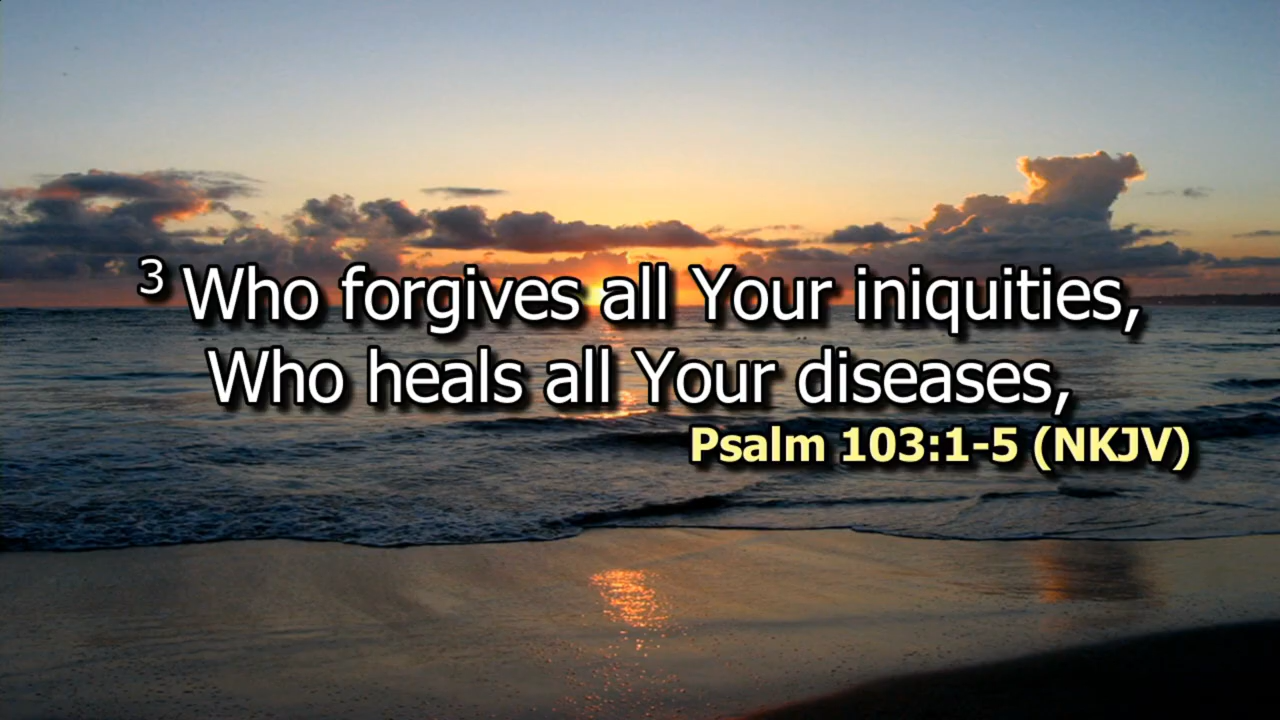 3 Who forgives all Your iniquities,
Who heals all Your diseases,
Psalm 103:1-5 (NKJV)